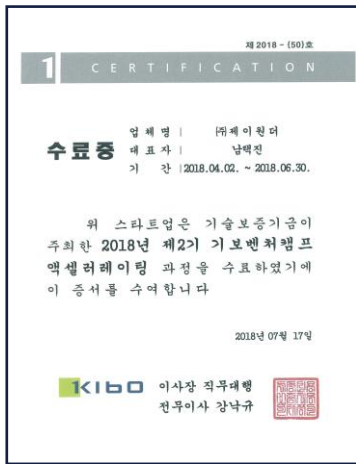 제 2018 - (50)호
1 CERTIFICATION
수료증
업체명 | ㈜제이원더
대표자 | 남택진
기 간 | 2018.04.02. ~ 2018.06.30.
위 스타트업은 기술보증기금이
주최한 2018년 제2기 기보벤처캠프
액셀러레이팅 과정을 수료하였기에
이 증서를 수여합니다
2018년 07월 17일
KIBO 이사장 직무대행
전무이사 강낙규